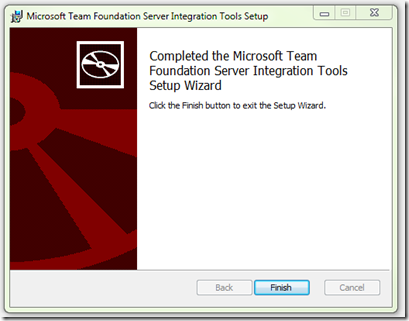 Microsoft Team Foundation Server Integration Tools Setup
Completed the Microsoft Team
Foundation Server Integration Tools
Setup Wizard
Click the Finish button to exit the Setup Wizard.
Back Finish Cancel